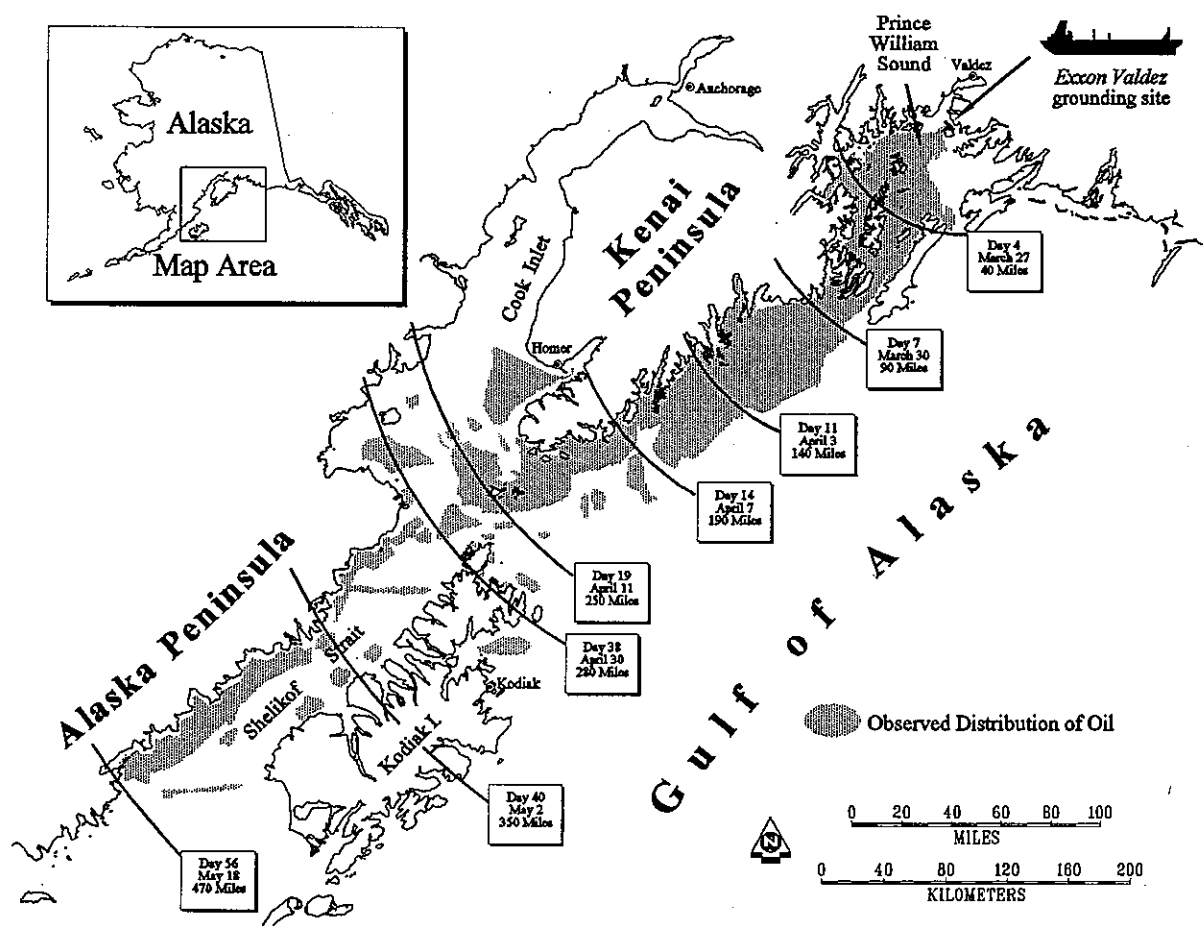 Alaska
Map Area
Prince
William
Sound
Valdez
Exxon Valdez
grounding site
Anchorage
Kenai
Peninsula
Cook Inlet
Homer
Day 4
March 27
40 Miles
Day 7
March 30
90 Miles
Day 11
April 3
140 Miles
Day 14
April 7
190 Miles
Day 19
April 11
250 Miles
Day 38
April 30
280 Miles
Alaska Peninsula
Shelikof
Strait
Kodiak
Kodiak I.
Day 40
May 2
350 Miles
Day 56
May 18
470 Miles
Gulf of Alaska
Observed Distribution of Oil
N
0 20 40 60 80 100
MILES
0 40 80 120 160 200
KILOMETERS